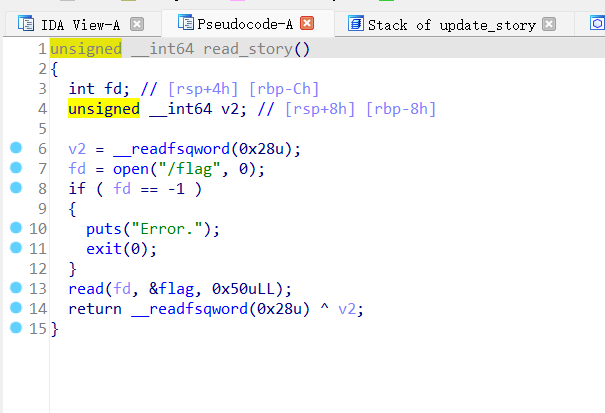 IDA View-A Pseudocode-A Stack of update_story
1 unsigned __int64 read_story()
2 {
3 int fd; // [rsp+4h] [rbp-Ch]
4 unsigned __int64 v2; // [rsp+8h] [rbp-8h]
5
6 v2 = __readfsqword(0x28u);
7 fd = open("/flag", 0);
8 if ( fd == -1 )
9 {
10 puts("Error.");
11 exit(0);
12 }
13 read(fd, &flag, 0x50uLL);
14 return __readfsqword(0x28u) ^ v2;
15 }